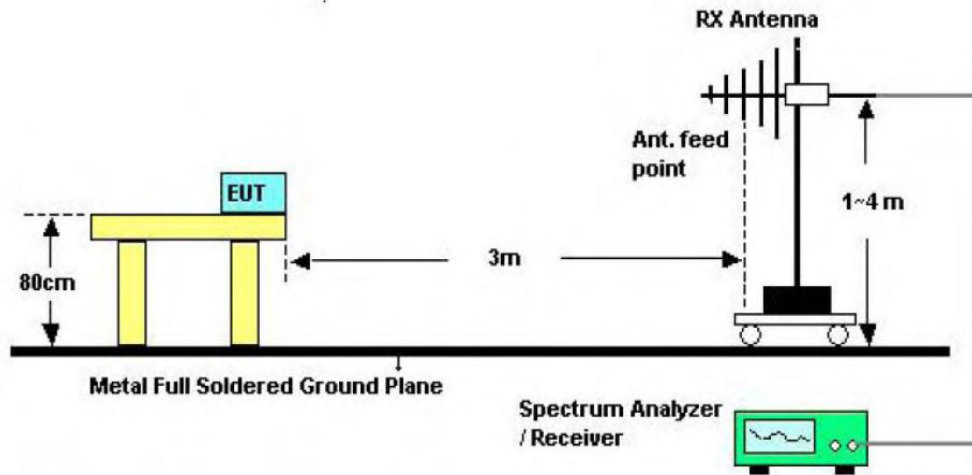 RX Antenna
Ant. feed
point
EUT
1~4 m
3m
80cm
Metal Full Soldered Ground Plane
Spectrum Analyzer
/ Receiver